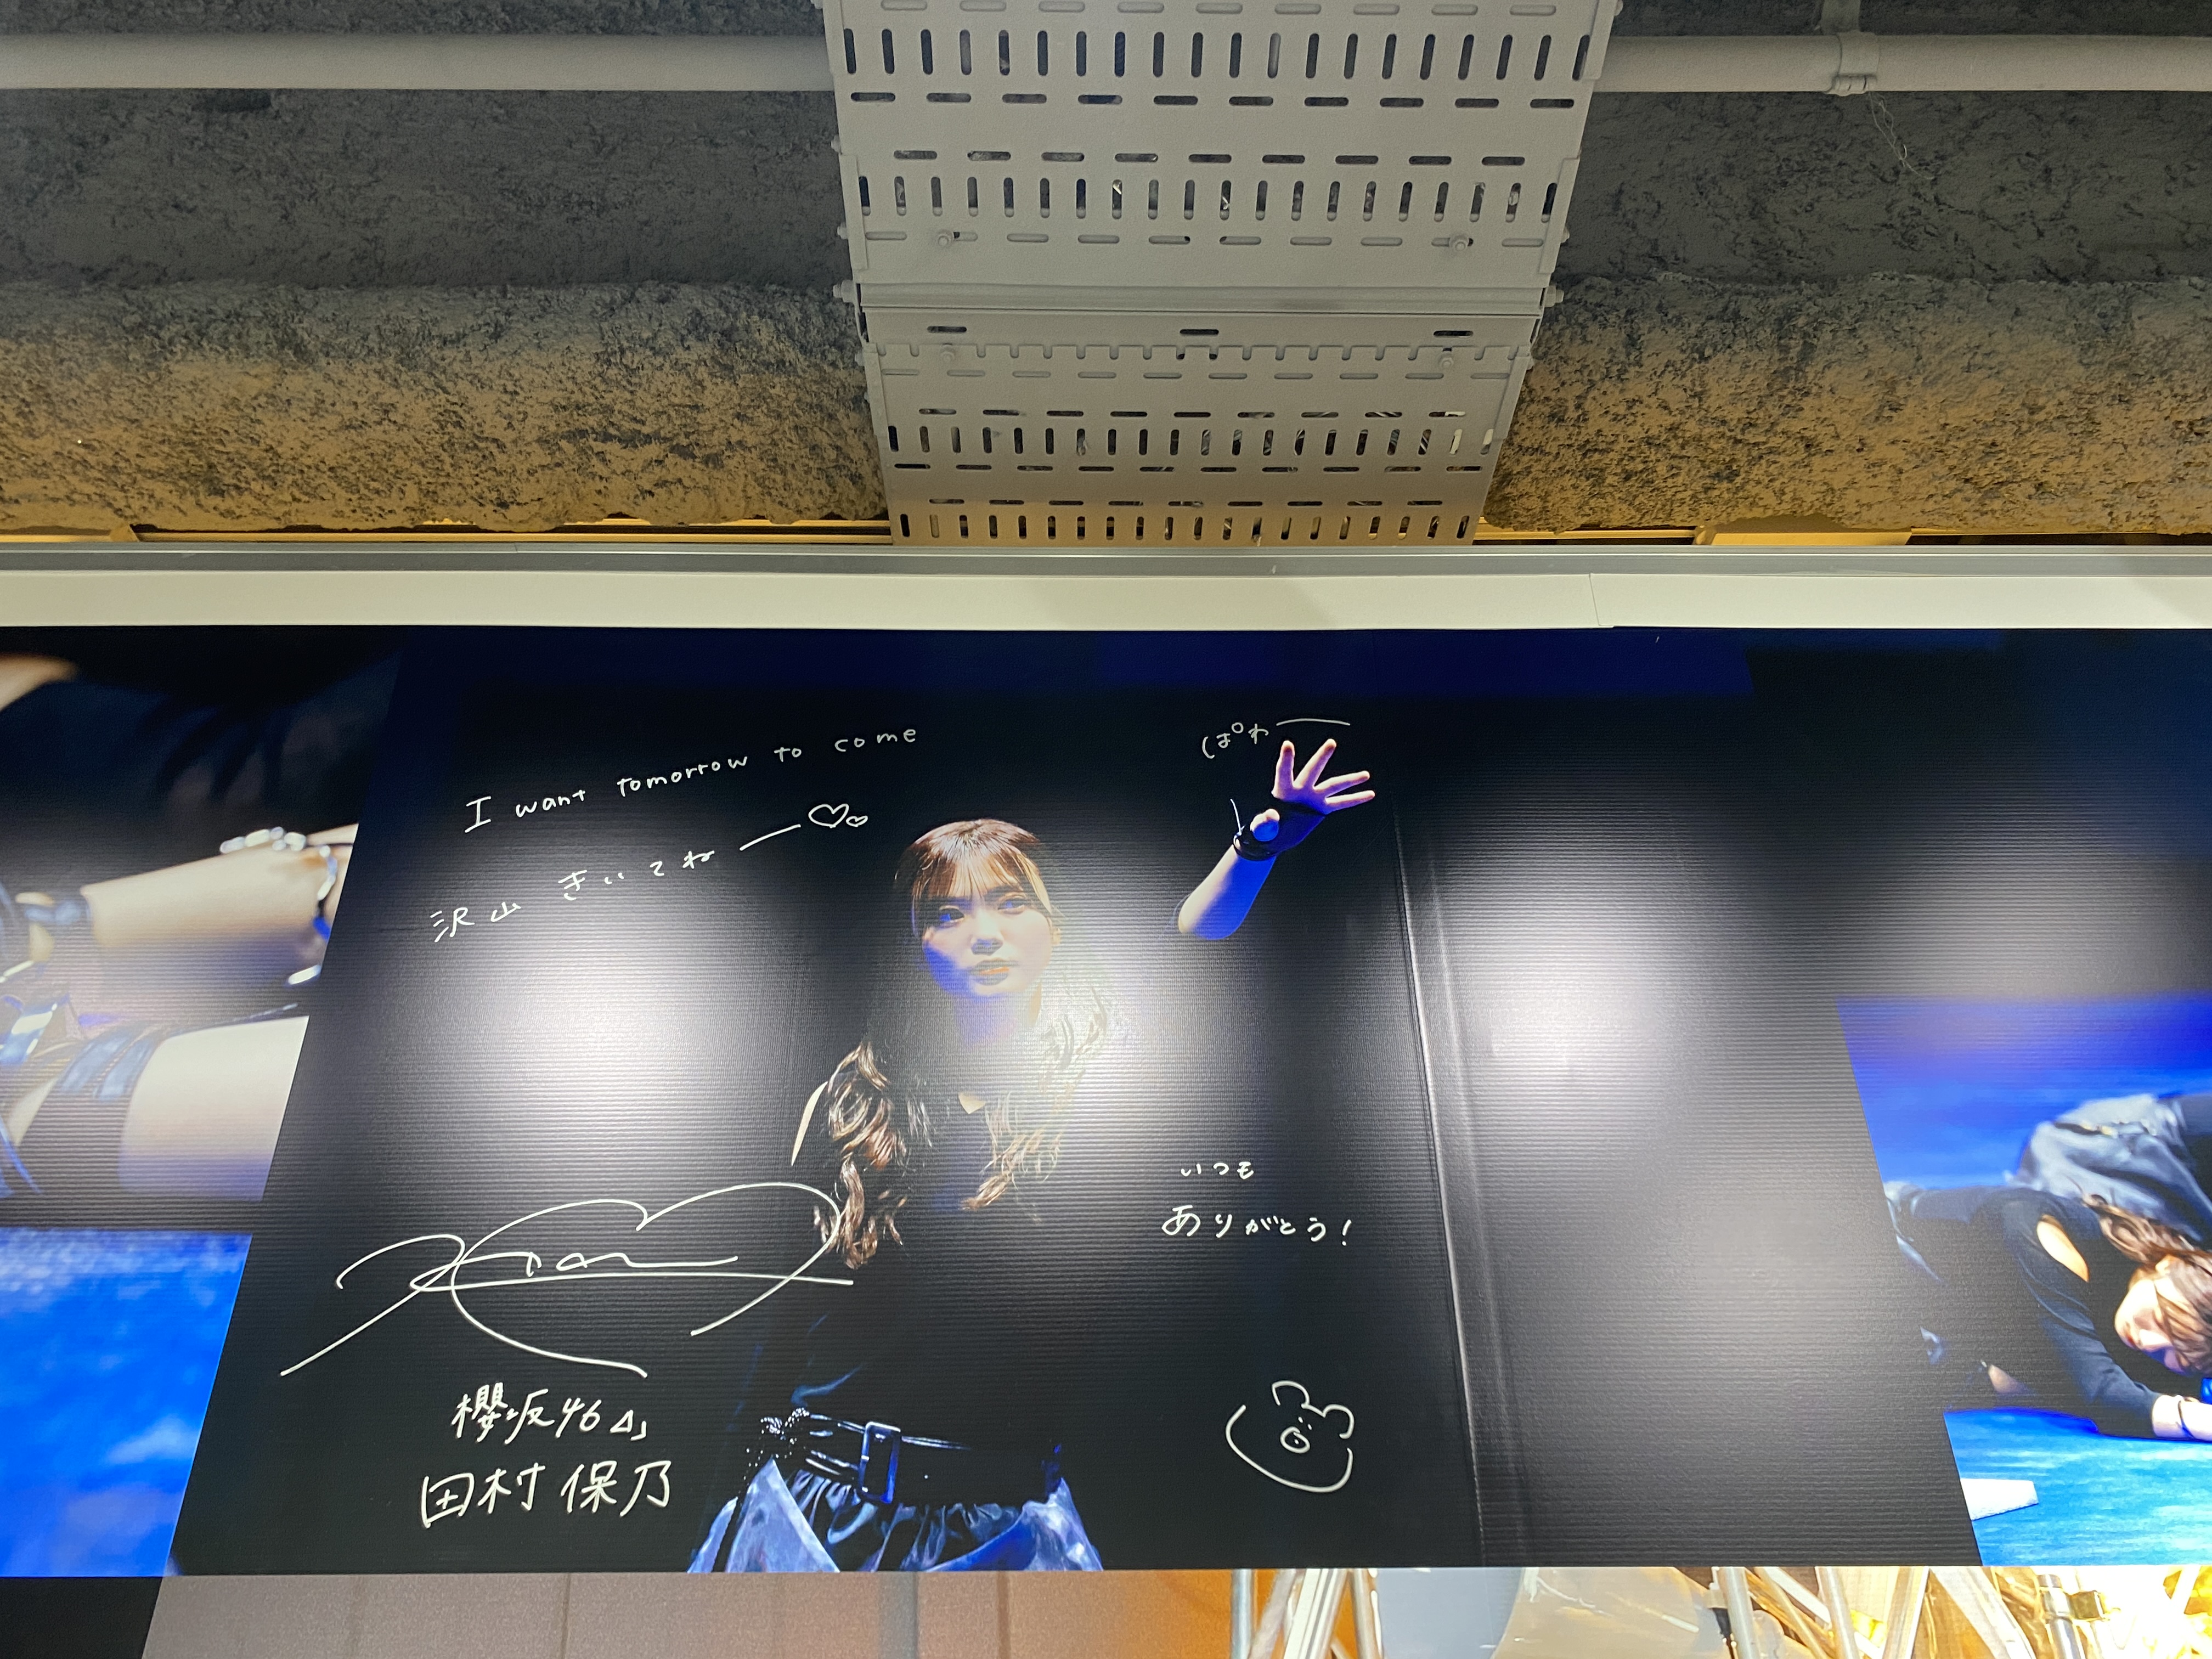 I want tomorrow to come
沢山 きいてね ―♡♡
ぱわ―
いつも
ありがとう!
櫻坂46
田村保乃